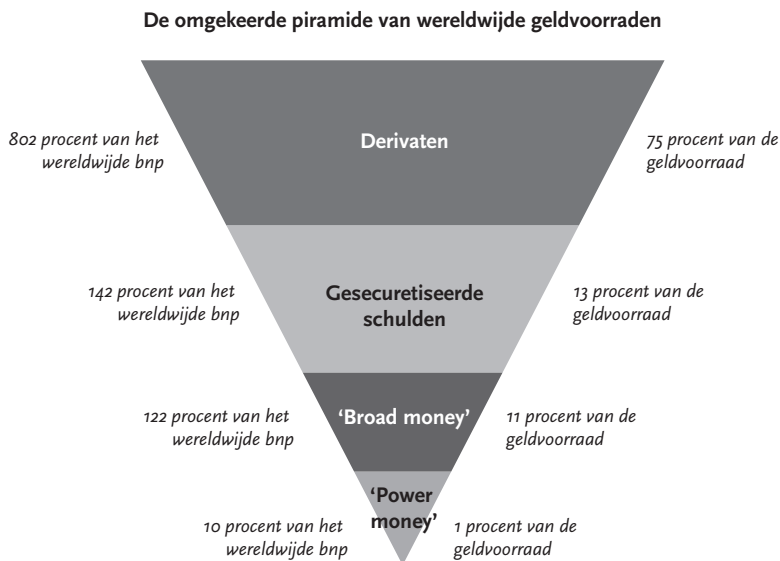 De omgekeerde piramide van wereldwijde geldvoorraden
802 procent van het
wereldwijde bnp
Derivaten
75 procent van de
geldvoorraad
142 procent van het
wereldwijde bnp
Gesecuretiseerde
schulden
13 procent van de
geldvoorraad
122 procent van het
wereldwijde bnp
‘Broad money’
11 procent van de
geldvoorraad
10 procent van het
wereldwijde bnp
‘Power
money’
1 procent van de
geldvoorraad